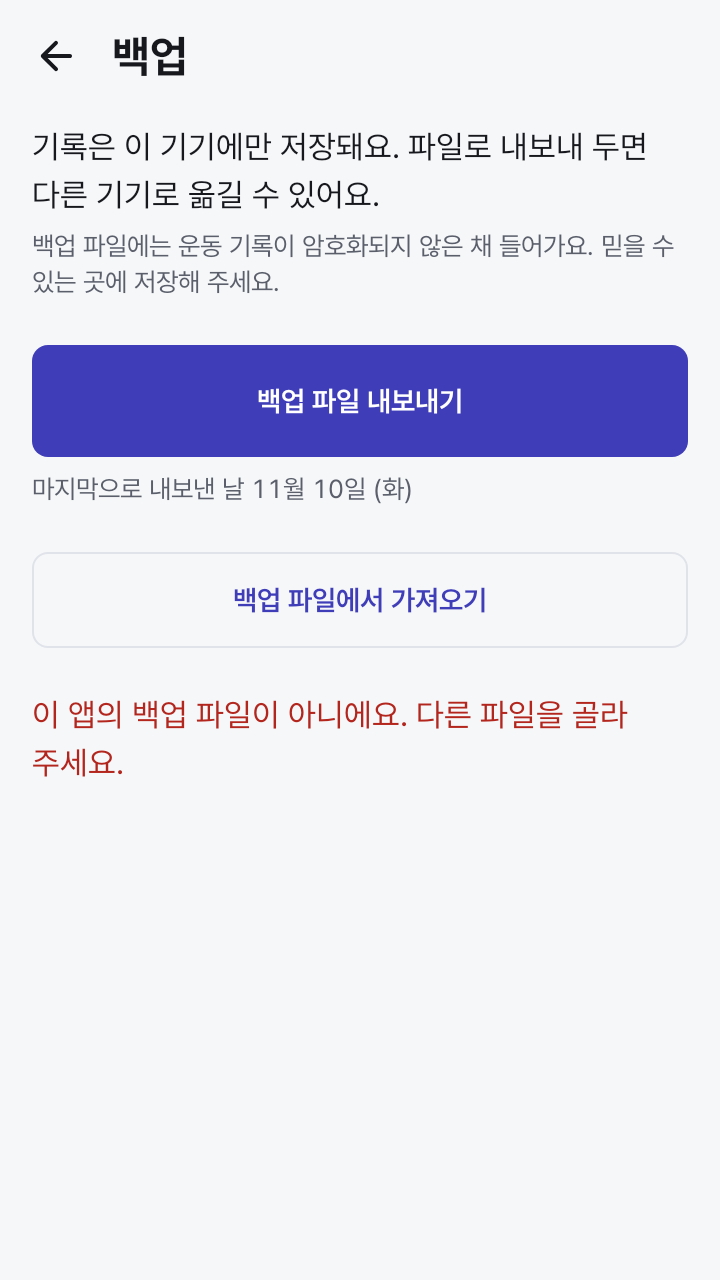 백업
기록은 이 기기에만 저장돼요. 파일로 내보내 두면
다른 기기로 옮길 수 있어요.
백업 파일에는 운동 기록이 암호화되지 않은 채 들어가요. 믿을 수
있는 곳에 저장해 주세요.
백업 파일 내보내기
마지막으로 내보낸 날 11월 10일 (화)
백업 파일에서 가져오기
이 앱의 백업 파일이 아니에요. 다른 파일을 골라
주세요.